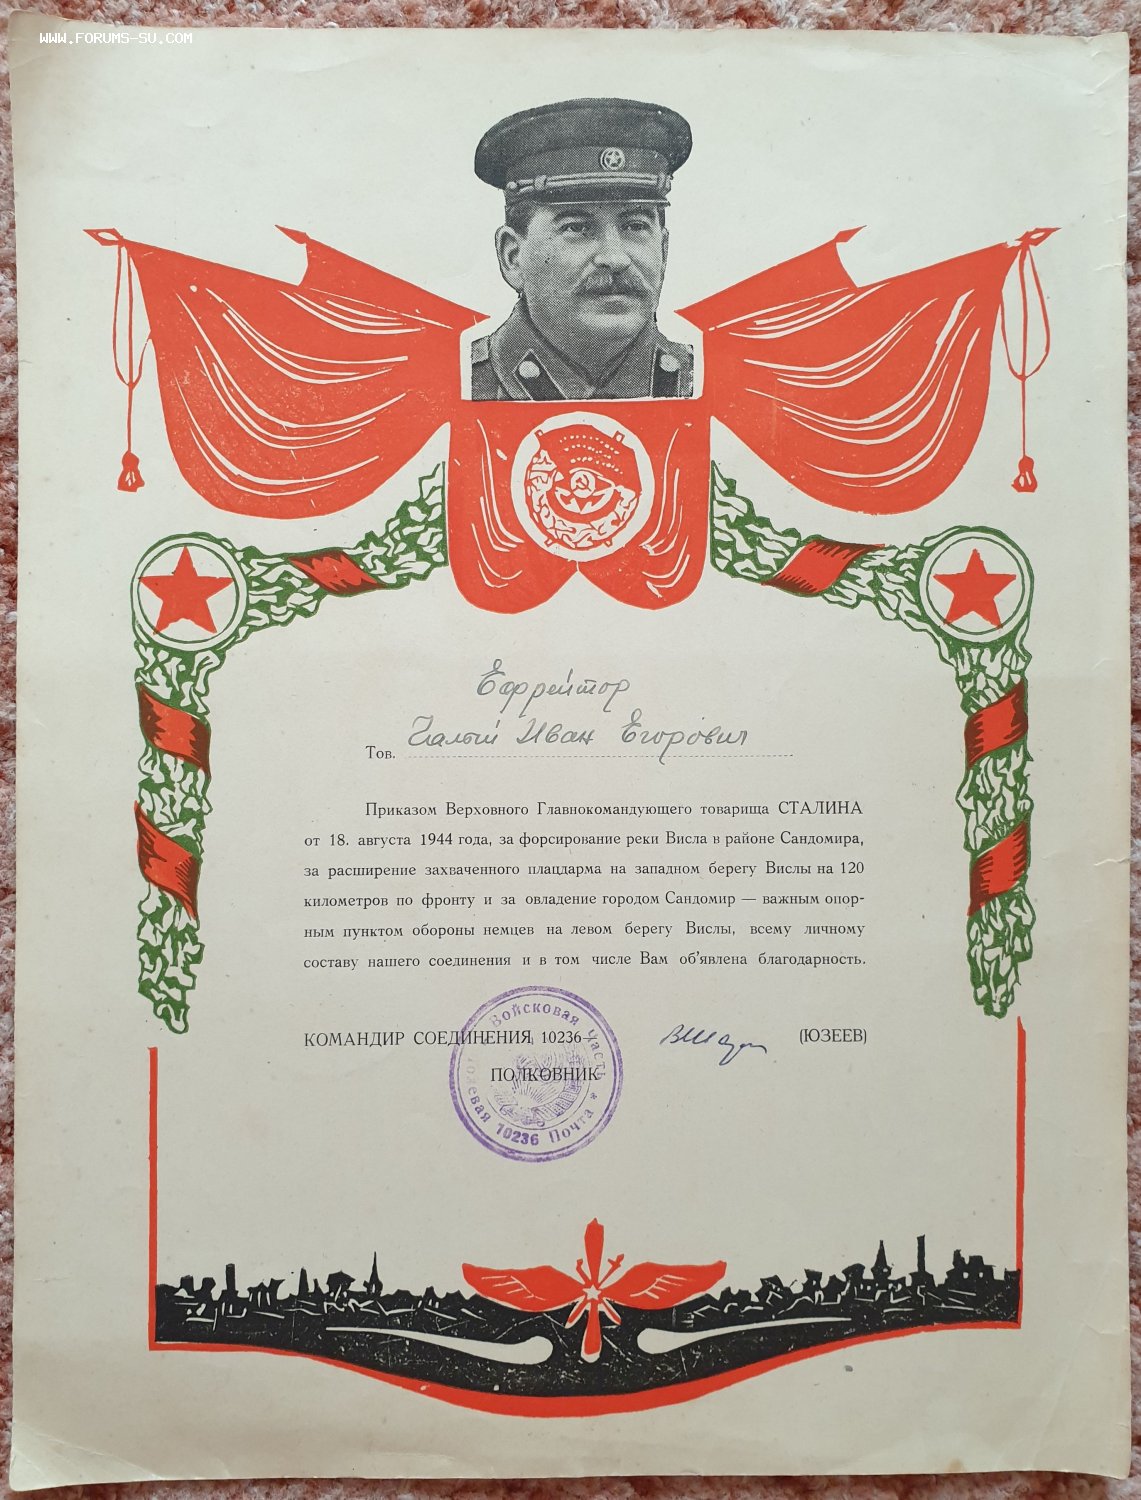 WWW.FORUMS-SU.COM
Ефрейтор
Тов. Чалый Иван Егорович
Приказом Верховного Главнокомандующего товарища СТАЛИНА
от 18. августа 1944 года, за форсирование реки Висла в районе Сандомира,
за расширение захваченного плацдарма на западном берегу Вислы на 120
километров по фронту и за овладение городом Сандомир — важным опор-
ным пунктом обороны немцев на левом берегу Вислы, всему личному
составу нашего соединения и в том числе Вам об'явлена благодарность.
КОМАНДИР СОЕДИНЕНИЯ 10236—
(ЮЗЕЕВ)
ПОЛКОВНИК
Войсковая Часть
10236 Почта *